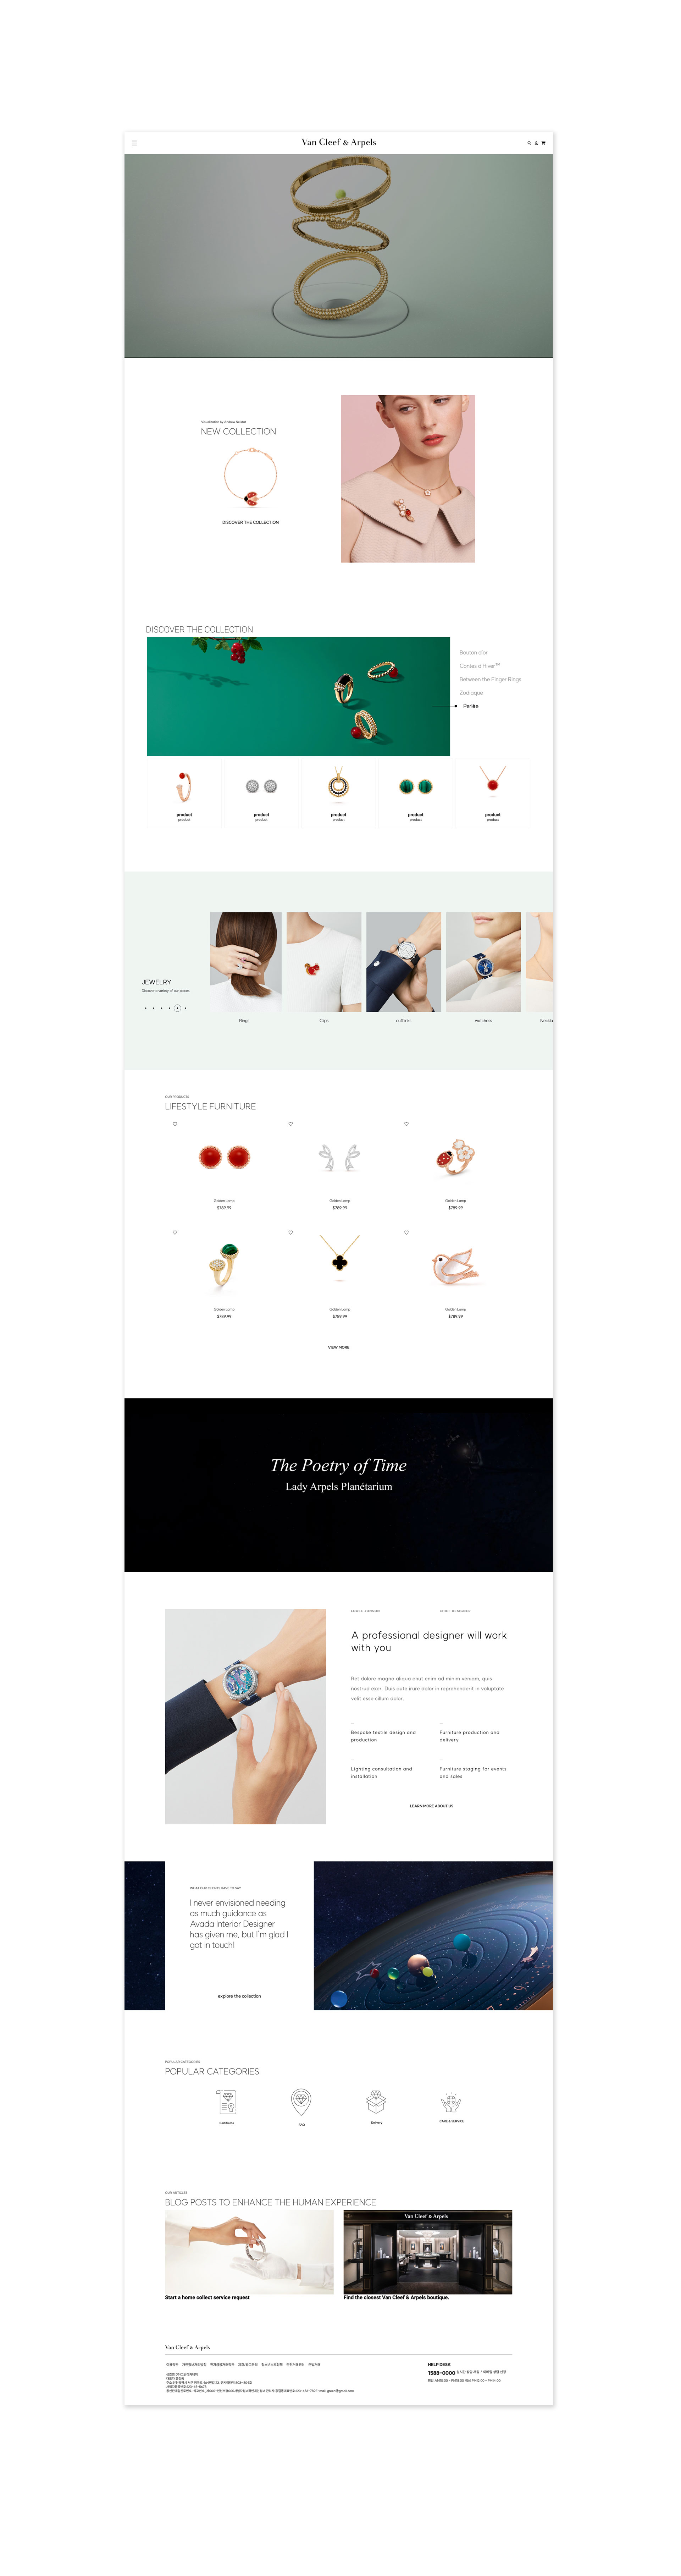 Van Cleef & Arpels
NEW COLLECTION
DISCOVER THE COLLECTION
DISCOVER THE COLLECTION
Bouton d'or
Contes d'Hiver™
Between the Finger Rings
Zodiaque
Perlée
product
product
product
product
product
product
product
product
product
product
JEWELRY
Discover a variety of our pieces.
Rings
Clips
cufflinks
watchess
Neckla
OUR PRODUCTS
LIFESTYLE FURNITURE
Golden Lamp
$789.99
Golden Lamp
$789.99
Golden Lamp
$789.99
Golden Lamp
$789.99
Golden Lamp
$789.99
Golden Lamp
$789.99
VIEW MORE
The Poetry of Time
Lady Arpels Planétarium
CHIEF DESIGNER
A professional designer will work
with you
Ret dolore magna aliqua enut enim ad minim veniam, quis
nostrud exer. Duis aute irure dolor in reprehenderit in voluptate
velit esse cillum dolor.
Bespoke textile design and
production
Furniture production and
delivery
Lighting consultation and
installation
Furniture staging for events
and sales
LEARN MORE ABOUT US
WHAT OUR CLIENTS HAVE TO SAY
I never envisioned needing
as much guidance as
Avada Interior Designer
has given me, but I'm glad I
got in touch!
explore the collection
POPULAR CATEGORIES
POPULAR CATEGORIES
Certificate
FAQ
Delivery
CARE & SERVICE
OUR ARTICLES
BLOG POSTS TO ENHANCE THE HUMAN EXPERIENCE
Van Cleef & Arpels
Start a home collect service request
Find the closest Van Cleef & Arpels boutique.
Van Cleef & Arpels
HELP DESK
1588-0000